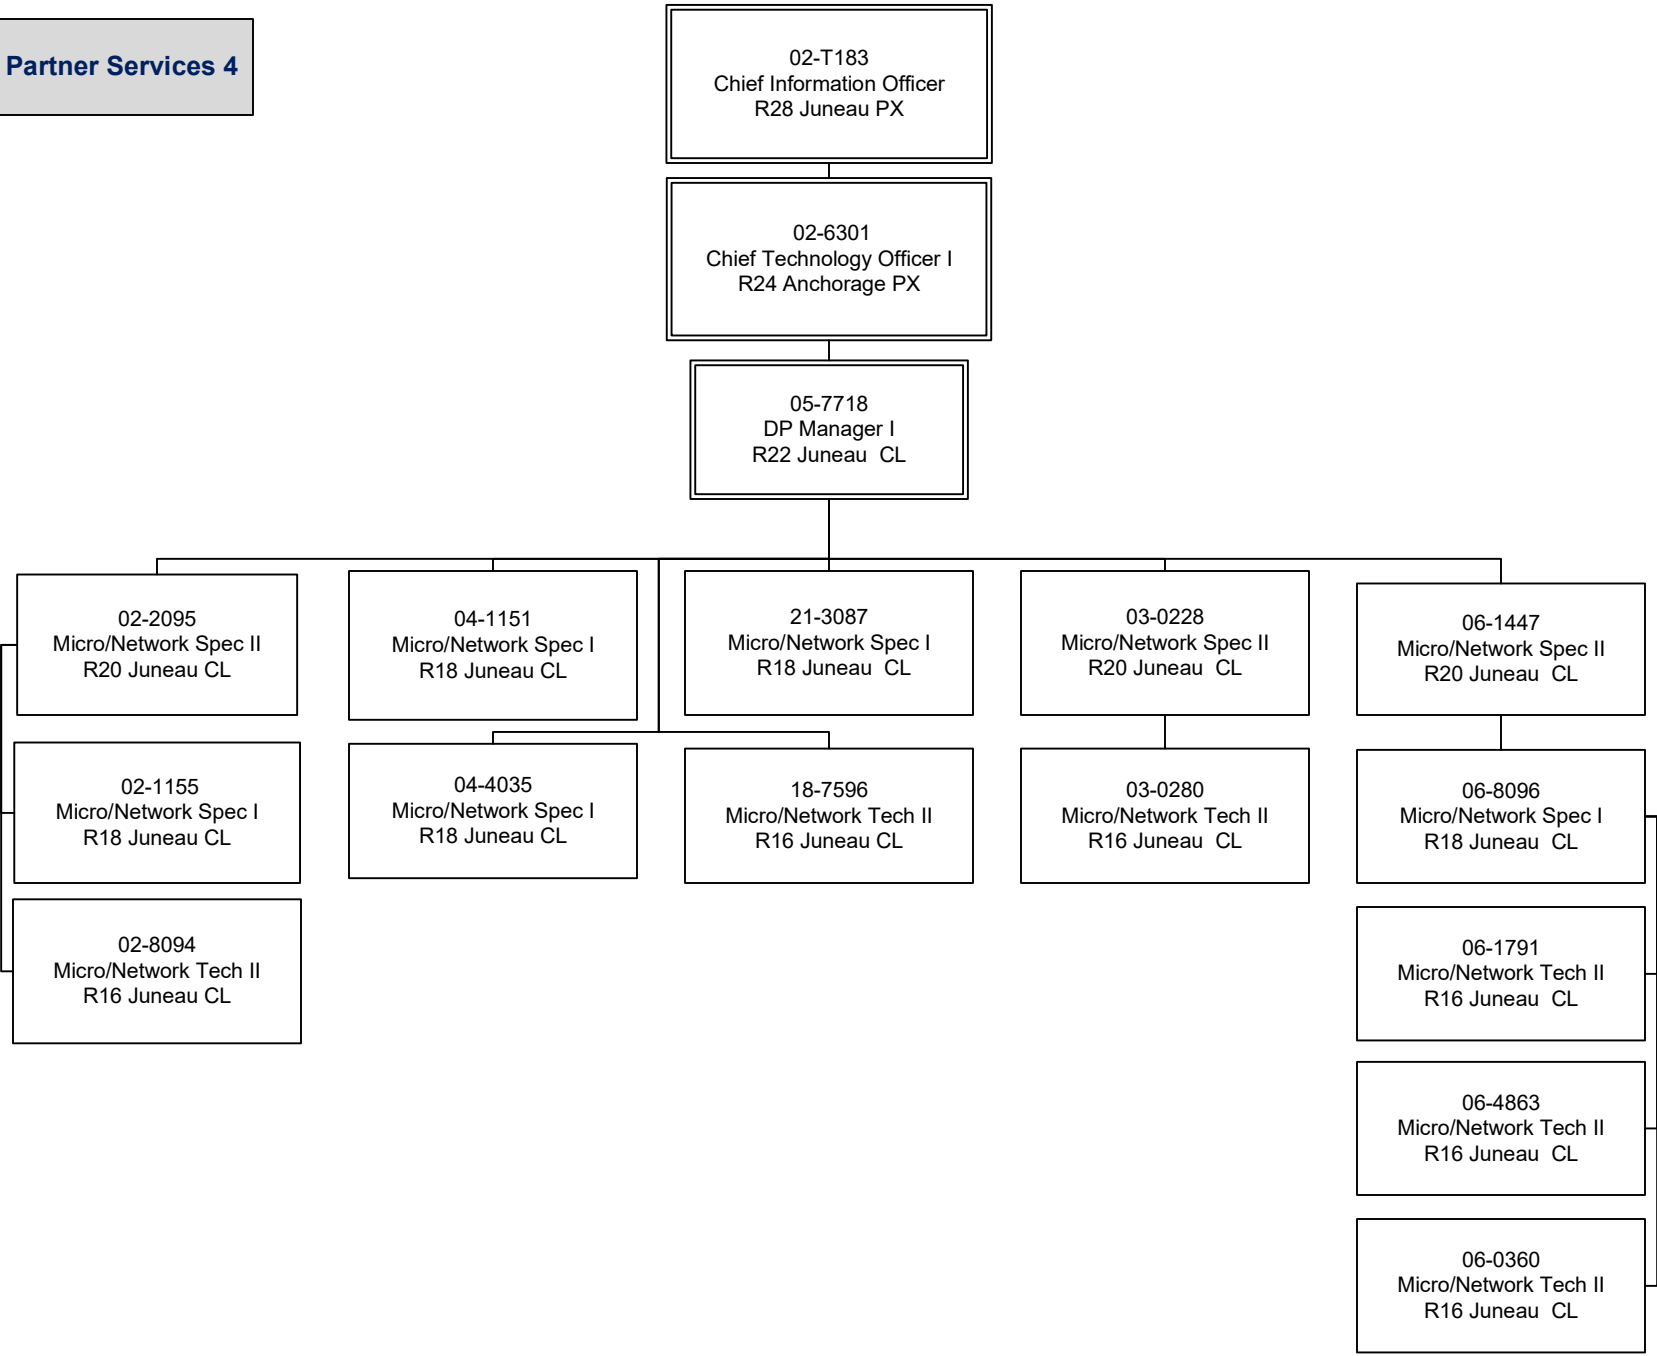 Partner Services 4
02-T183
Chief Information Officer
R28 Juneau PX
02-6301
Chief Technology Officer I
R24 Anchorage PX
05-7718
DP Manager I
R22 Juneau  CL
02-2095
Micro/Network Spec II
R20 Juneau CL
04-1151
Micro/Network Spec I
R18 Juneau CL
21-3087
Micro/Network Spec I
R18 Juneau  CL
03-0228
Micro/Network Spec II
R20 Juneau  CL
06-1447
Micro/Network Spec II
R20 Juneau  CL
02-1155
Micro/Network Spec I
R18 Juneau CL
04-4035
Micro/Network Spec I
R18 Juneau CL
18-7596
Micro/Network Tech II
R16 Juneau CL
03-0280
Micro/Network Tech II
R16 Juneau  CL
06-8096
Micro/Network Spec I
R18 Juneau  CL
02-8094
Micro/Network Tech II
R16 Juneau CL
06-1791
Micro/Network Tech II
R16 Juneau  CL
06-4863
Micro/Network Tech II
R16 Juneau  CL
06-0360
Micro/Network Tech II
R16 Juneau  CL